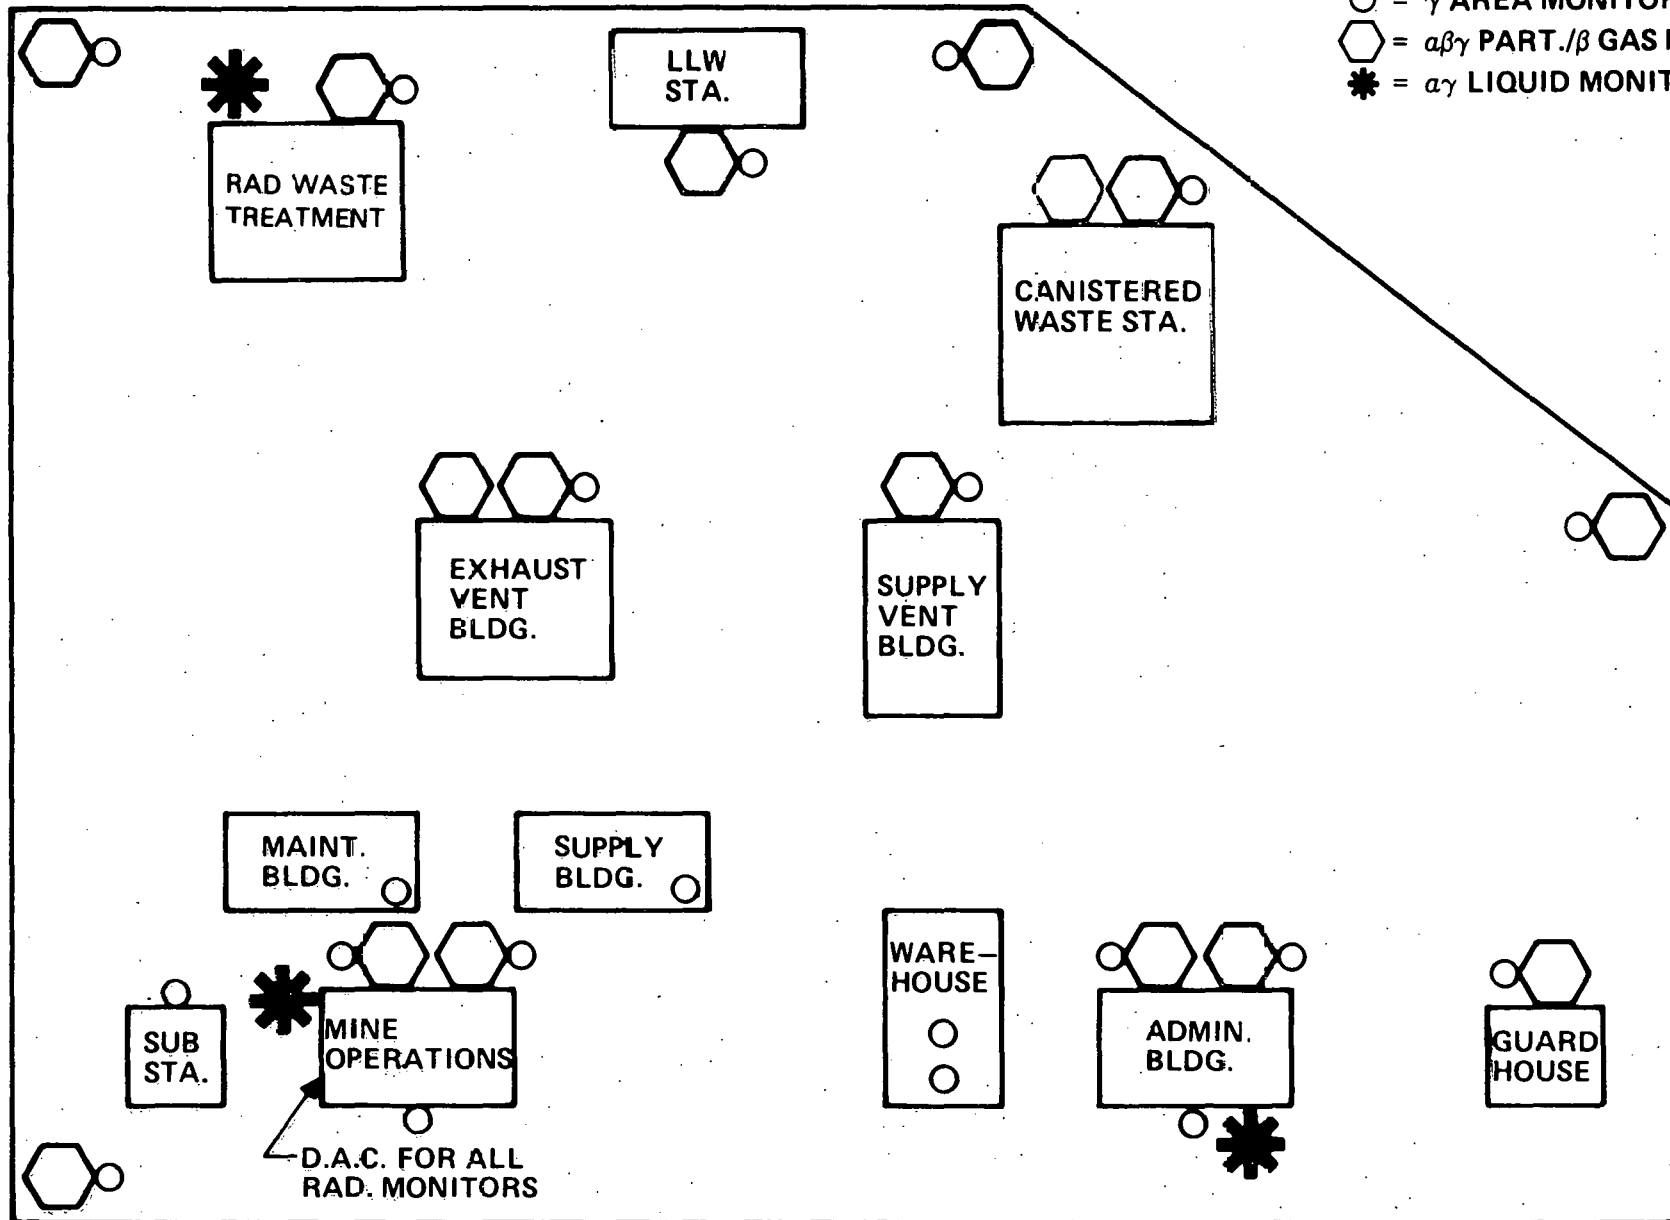 = γ AREA MONITOR
= αβγ PART./β GAS
= αγ LIQUID MONIT
LLW
STA.
RAD WASTE
TREATMENT
CANISTERED
WASTE STA.
EXHAUST
VENT
BLDG.
SUPPLY
VENT
BLDG.
MAINT.
BLDG.
SUPPLY
BLDG.
WARE–
HOUSE
MINE
OPERATIONS
ADMIN.
BLDG.
GUARD
HOUSE
SUB
STA.
D.A.C. FOR ALL
RAD. MONITORS